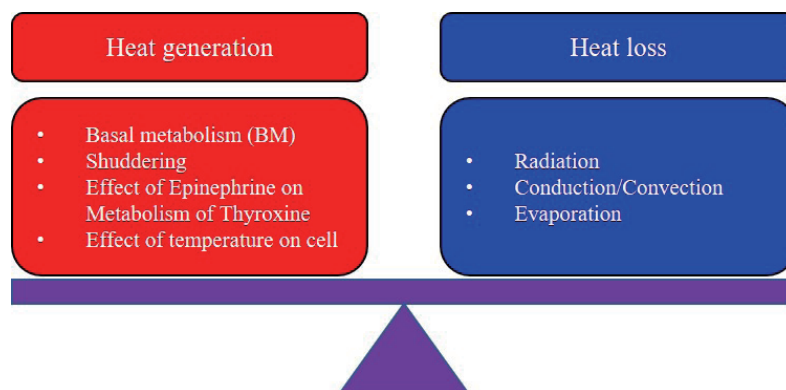 Heat generation
• Basal metabolism (BM)
• Shuddering
• Effect of Epinephrine on
Metabolism of Thyroxine
• Effect of temperature on cell
Heat loss
• Radiation
• Conduction/Convection
• Evaporation